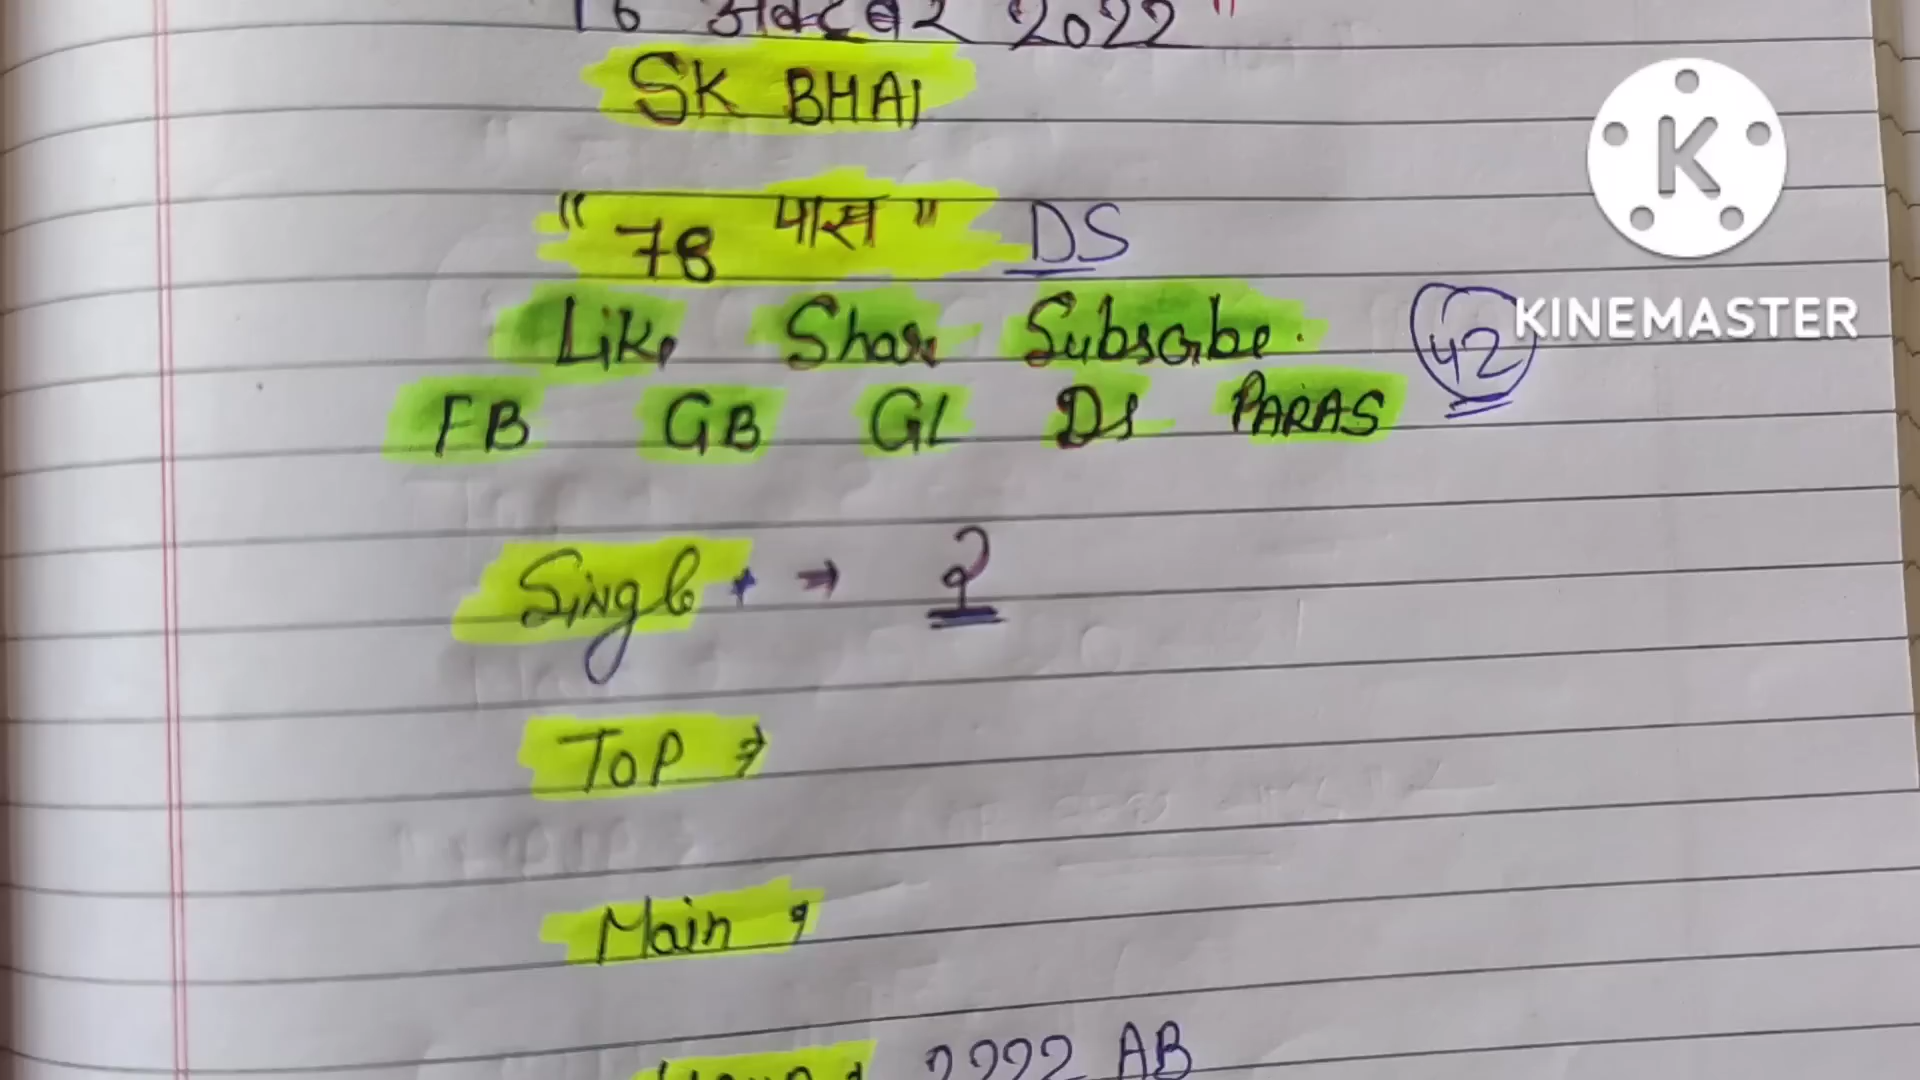 16 अक्टूबर 2022 "
SK BHAI
" 78 पास " DS
Like Share Subscribe.
42
KINEMASTER
FB GB GL DS PARAS
Single → 2
TOP →
Main
2222 AB